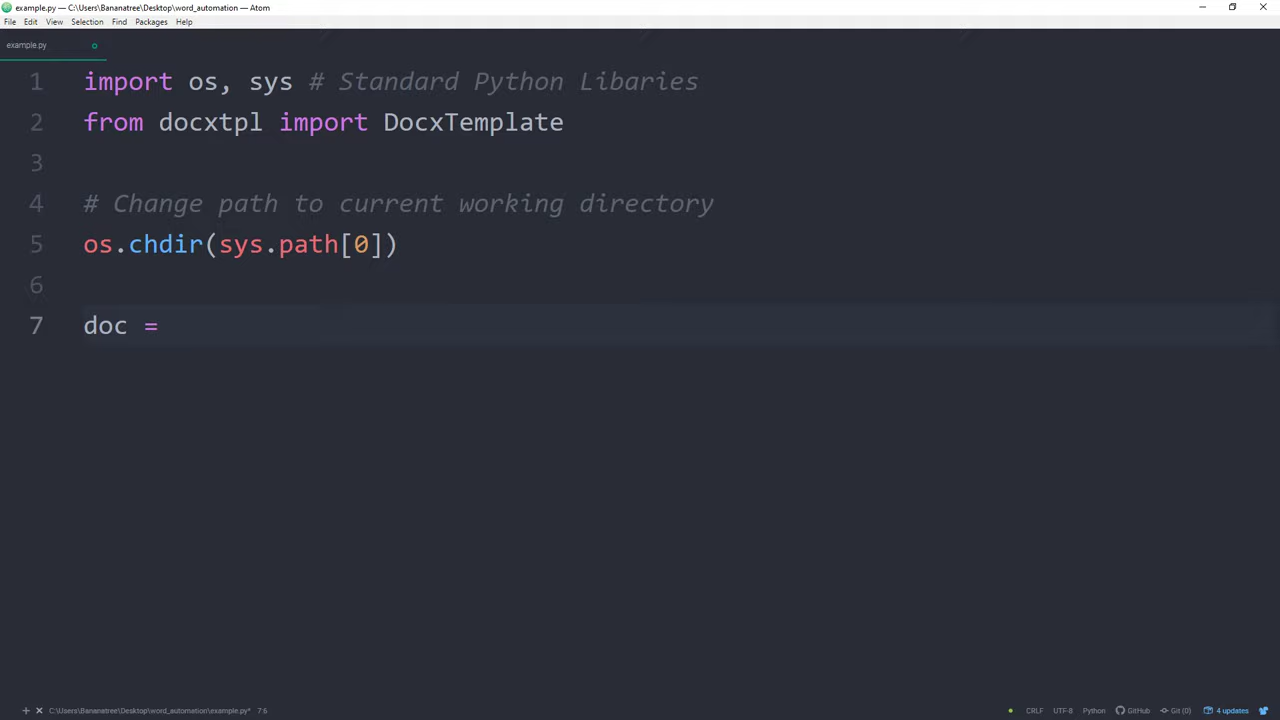 example.py — C:\Users\Bananatree\Desktop\word_automation — Atom
File Edit View Selection Find Packages Help
example.py
1 import os, sys # Standard Python Libaries
2 from docxtpl import DocxTemplate
3
4 # Change path to current working directory
5 os.chdir(sys.path[0])
6
7 doc =
C:\Users\Bananatree\Desktop\word_automation\example.py* 7:6 CRLF UTF-8 Python GitHub Git (0) 4 updates